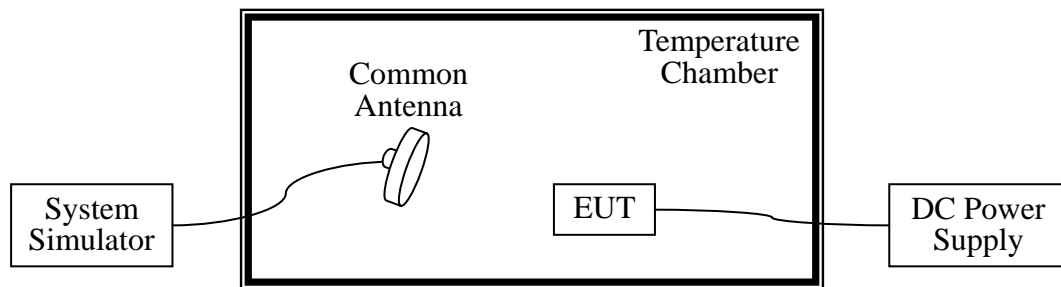 Temperature
Chamber
Common
Antenna
System
Simulator
EUT
DC Power
Supply